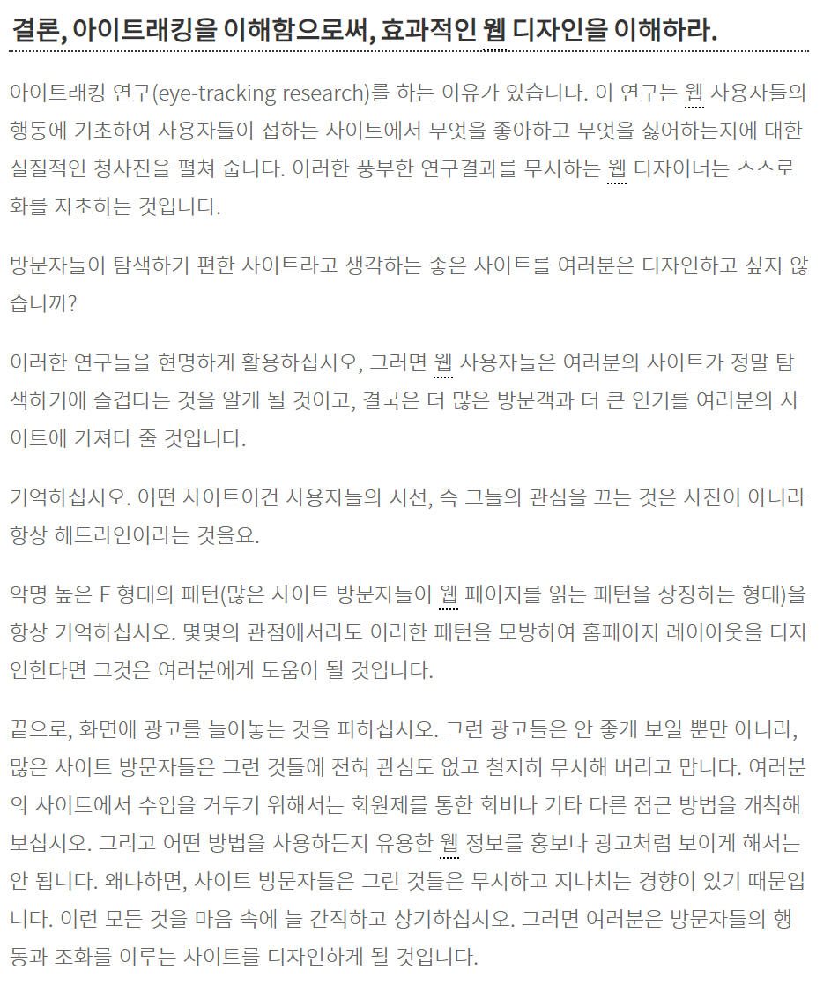 결론, 아이트래킹을 이해함으로써, 효과적인 웹 디자인을 이해하라.
아이트래킹 연구(eye-tracking research)를 하는 이유가 있습니다. 이 연구는 웹 사용자들의
행동에 기초하여 사용자들이 접하는 사이트에서 무엇을 좋아하고 무엇을 싫어하는지에 대한
실질적인 청사진을 펼쳐 줍니다. 이러한 풍부한 연구결과를 무시하는 웹 디자이너는 스스로
화를 자초하는 것입니다.
방문자들이 탐색하기 편한 사이트라고 생각하는 좋은 사이트를 여러분은 디자인하고 싶지 않
습니까?
이러한 연구들을 현명하게 활용하십시오, 그러면 웹 사용자들은 여러분의 사이트가 정말 탐
색하기에 즐겁다는 것을 알게 될 것이고, 결국은 더 많은 방문객과 더 큰 인기를 여러분의 사
이트에 가져다 줄 것입니다.
기억하십시오. 어떤 사이트이건 사용자들의 시선, 즉 그들의 관심을 끄는 것은 사진이 아니라
항상 헤드라인이라는 것을요.
악명 높은 F 형태의 패턴(많은 사이트 방문자들이 웹 페이지를 읽는 패턴을 상징하는 형태)을
항상 기억하십시오. 몇몇의 관점에서라도 이러한 패턴을 모방하여 홈페이지 레이아웃을 디자
인한다면 그것은 여러분에게 도움이 될 것입니다.
끝으로, 화면에 광고를 늘어놓는 것을 피하십시오. 그런 광고들은 안 좋게 보일 뿐만 아니라,
많은 사이트 방문자들은 그런 것들에 전혀 관심도 없고 철저히 무시해 버리고 맙니다. 여러분
의 사이트에서 수입을 거두기 위해서는 회원제를 통한 회비나 기타 다른 접근 방법을 개척해
보십시오. 그리고 어떤 방법을 사용하든지 유용한 웹 정보를 홍보나 광고처럼 보이게 해서는
안 됩니다. 왜냐하면, 사이트 방문자들은 그런 것들은 무시하고 지나치는 경향이 있기 때문입
니다. 이런 모든 것을 마음 속에 늘 간직하고 상기하십시오. 그러면 여러분은 방문자들의 행
동과 조화를 이루는 사이트를 디자인하게 될 것입니다.